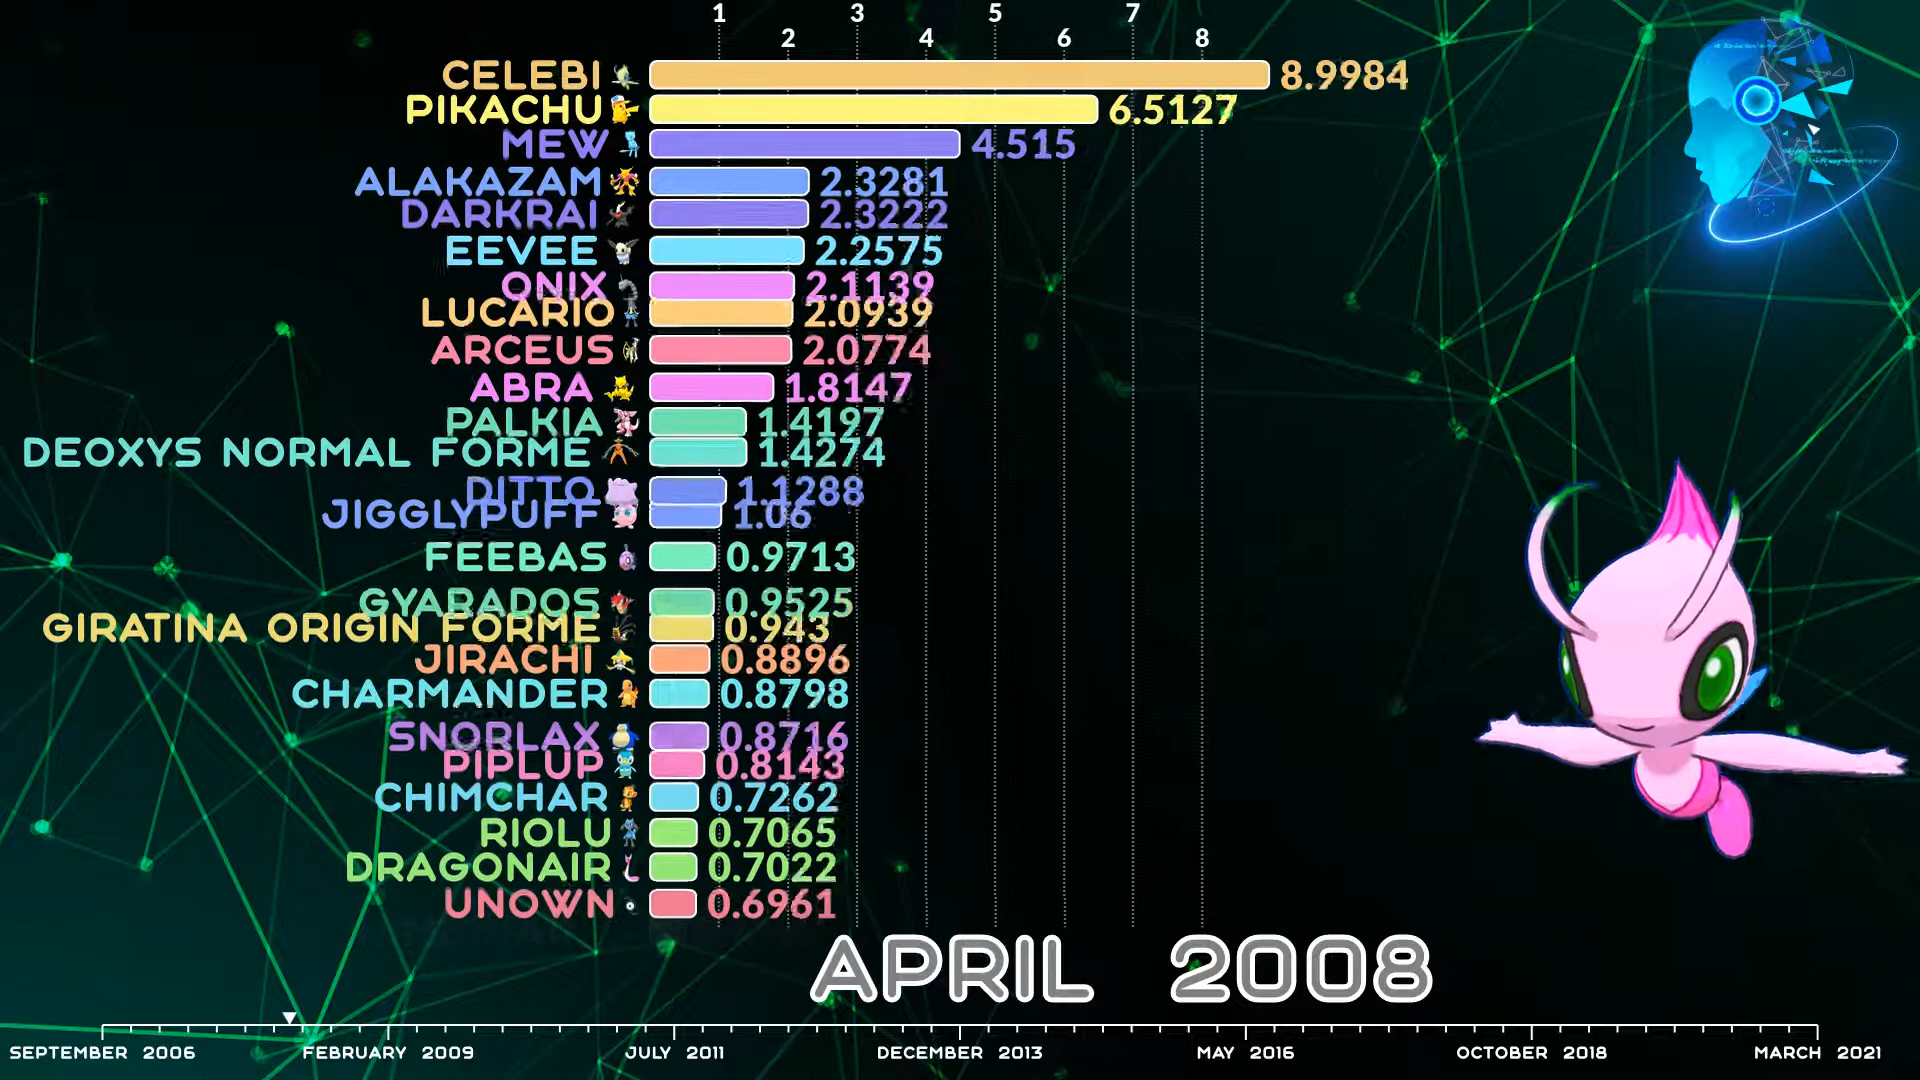 1 3 5 7
2 4 6 8
CELEBI 8.9984
PIKACHU 6.5127
MEW 4.515
ALAKAZAM 2.3281
DARKRAI 2.3222
EEVEE 2.2575
ONIX 2.1139
LUCARIO 2.0939
ARCEUS 2.0774
ABRA 1.8147
PALKIA 1.4197
DEOXYS NORMAL FORME 1.4274
DITTO 1.1288
JIGGLYPUFF 1.06
FEEBAS 0.9713
GYARADOS 0.9525
GIRATINA ORIGIN FORME 0.943
JIRACHI 0.8896
CHARMANDER 0.8798
SNORLAX 0.8716
PIPLUP 0.8143
CHIMCHAR 0.7262
RIOLU 0.7065
DRAGONAIR 0.7022
UNOWN 0.6961
APRIL 2008
SEPTEMBER 2006 FEBRUARY 2009 JULY 2011 DECEMBER 2013 MAY 2016 OCTOBER 2018 MARCH 2021